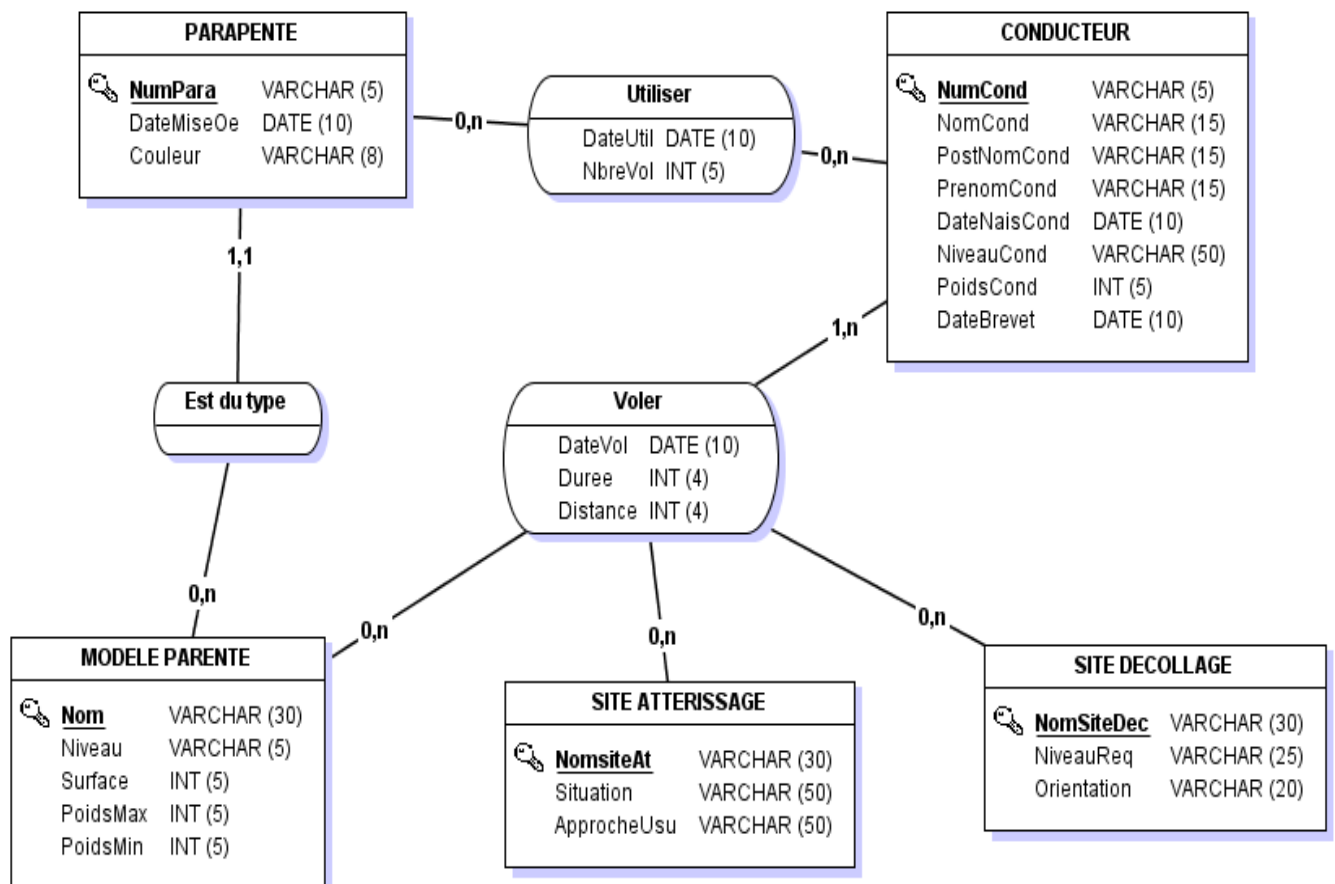 PARAPENTE
NumPara VARCHAR (5)
DateMiseOe DATE (10)
Couleur VARCHAR (8)
0,n
Utiliser
DateUtil DATE (10)
NbreVol INT (5)
0,n
CONDUCTEUR
NumCond VARCHAR (5)
NomCond VARCHAR (15)
PostNomCond VARCHAR (15)
PrenomCond VARCHAR (15)
DateNaisCond DATE (10)
NiveauCond VARCHAR (50)
PoidsCond INT (5)
DateBrevet DATE (10)
1,1
1,n
Est du type
Voler
DateVol DATE (10)
Duree INT (4)
Distance INT (4)
0,n
0,n
0,n
0,n
MODELE PARENTE
Nom VARCHAR (30)
Niveau VARCHAR (5)
Surface INT (5)
PoidsMax INT (5)
PoidsMin INT (5)
SITE ATTERISSAGE
NomsiteAt VARCHAR (30)
Situation VARCHAR (50)
ApprocheUsu VARCHAR (50)
SITE DECOLLAGE
NomSiteDec VARCHAR (30)
NiveauReq VARCHAR (25)
Orientation VARCHAR (20)